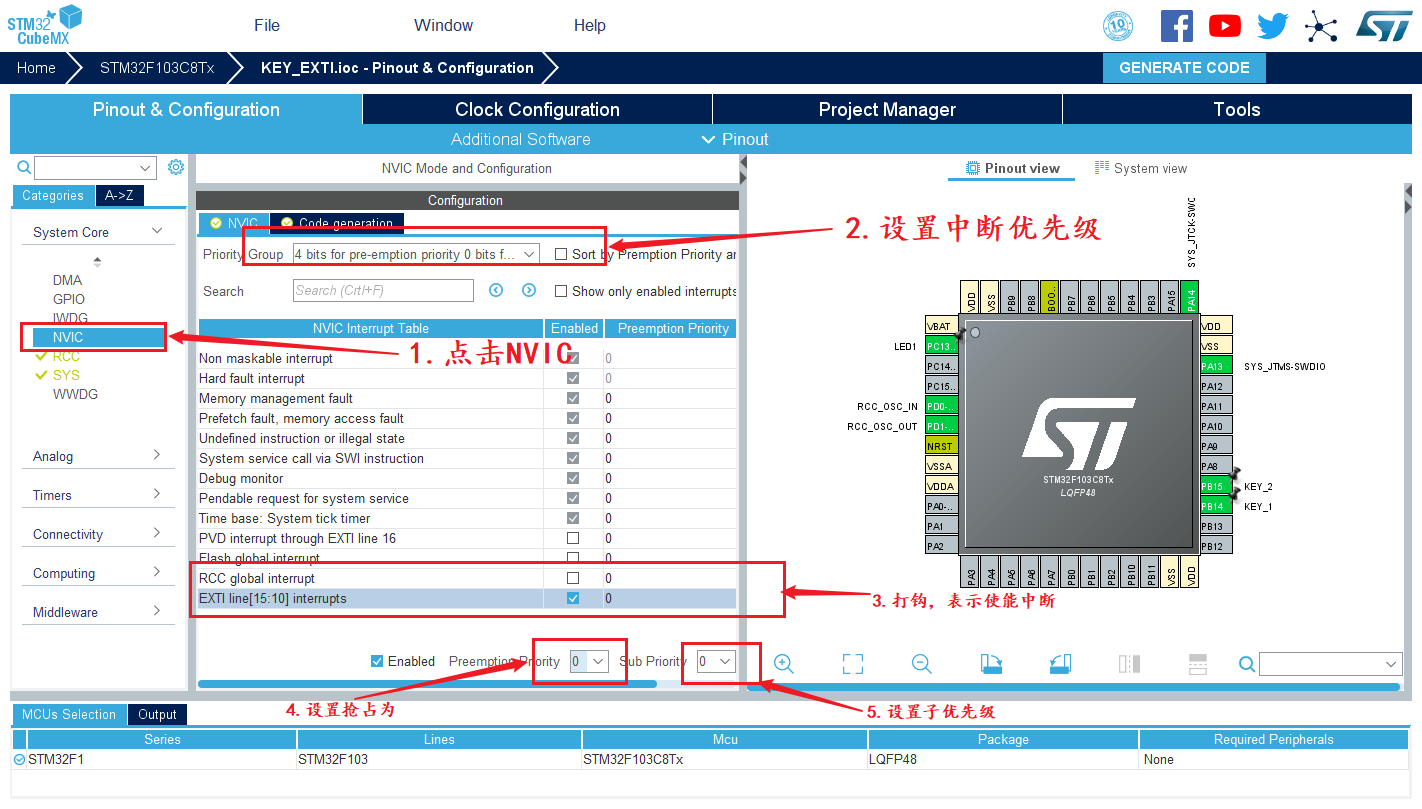 STM32
CubeMX
File
Window
Help
10
ST
Home
STM32F103C8Tx
KEY_EXTI.ioc - Pinout & Configuration
GENERATE CODE
Pinout & Configuration
Clock Configuration
Project Manager
Tools
Additional Software
Pinout
Categories
A->Z
System Core
DMA
GPIO
IWDG
NVIC
RCC
SYS
WWDG
Analog
Timers
Connectivity
Computing
Middleware
NVIC Mode and Configuration
Configuration
NVIC
Code generation
Priority Group
4 bits for pre-emption priority 0 bits f...
Sort by Premption Priority an
Search
Search (Crtl+F)
Show only enabled interrupts
NVIC Interrupt Table Enabled Preemption Priority
Non maskable interrupt 0
Hard fault interrupt 0
Memory management fault 0
Prefetch fault, memory access fault 0
Undefined instruction or illegal state 0
System service call via SWI instruction 0
Debug monitor 0
Pendable request for system service 0
Time base: System tick timer 0
PVD interrupt through EXTI line 16 0
Flash global interrupt 0
RCC global interrupt 0
EXTI line[15:10] interrupts 0
Enabled
Preemption Priority
0
Sub Priority
0
1. 点击NVIC
2. 设置中断优先级
3. 打钩，表示使能中断
4. 设置抢占为
5. 设置子优先级
Pinout view
System view
SYS_JTCK-SWC
VDD
VSS
PB9
PB8
BOO..
PB7
PB6
PB5
PB4
PB3
PA15
PA14
VBAT
LED1
PC13..
PC14..
PC15..
RCC_OSC_IN
PD0-..
RCC_OSC_OUT
PD1-..
NRST
VSSA
VDDA
PA0-..
PA1
PA2
VDD
VSS
PA13
SYS_JTMS-SWDIO
PA12
PA11
PA10
PA9
PA8
PB15
KEY_2
PB14
KEY_1
PB13
PB12
ST
STM32F103C8Tx
LQFP48
PA3
PA4
PA5
PA6
PA7
PB0
PB1
PB2
PB10
PB11
VSS
VDD
MCUs Selection
Output
Series Lines Mcu Package Required Peripherals
STM32F1 STM32F103 STM32F103C8Tx LQFP48 None